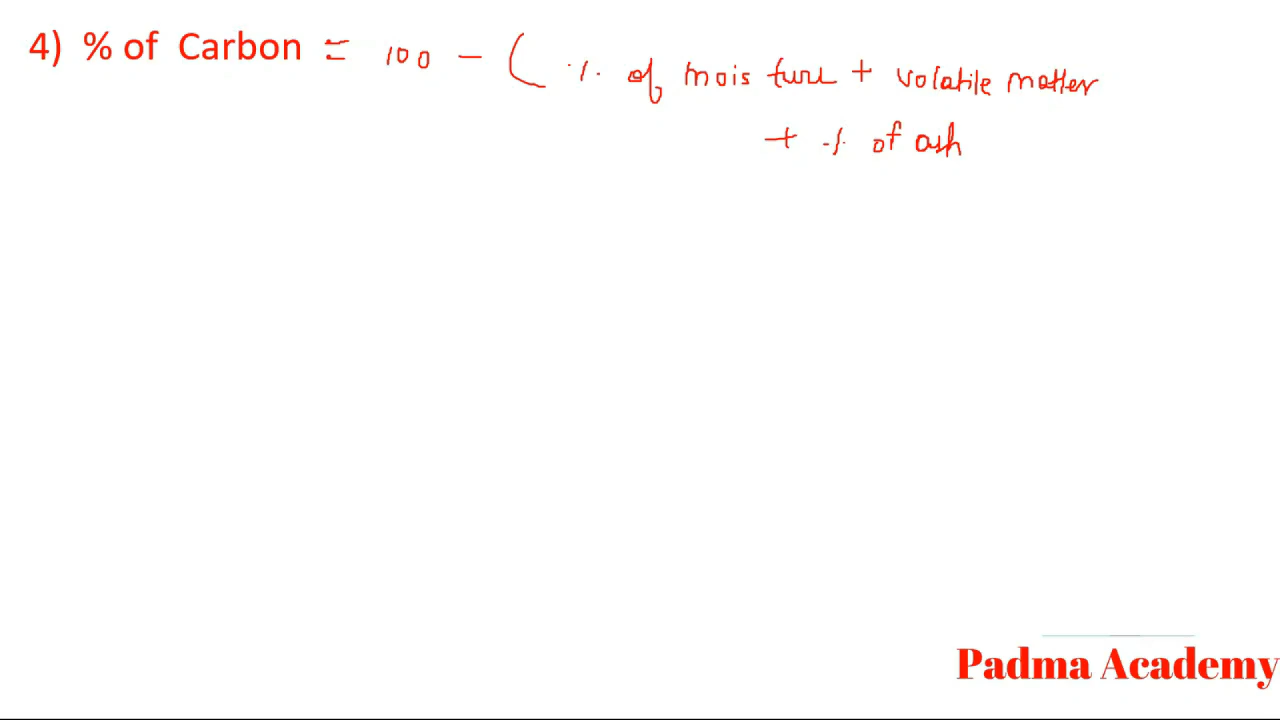 4) % of Carbon = 100 - ( % of moisture + volatile matter
+ % of ash
Padma Academy